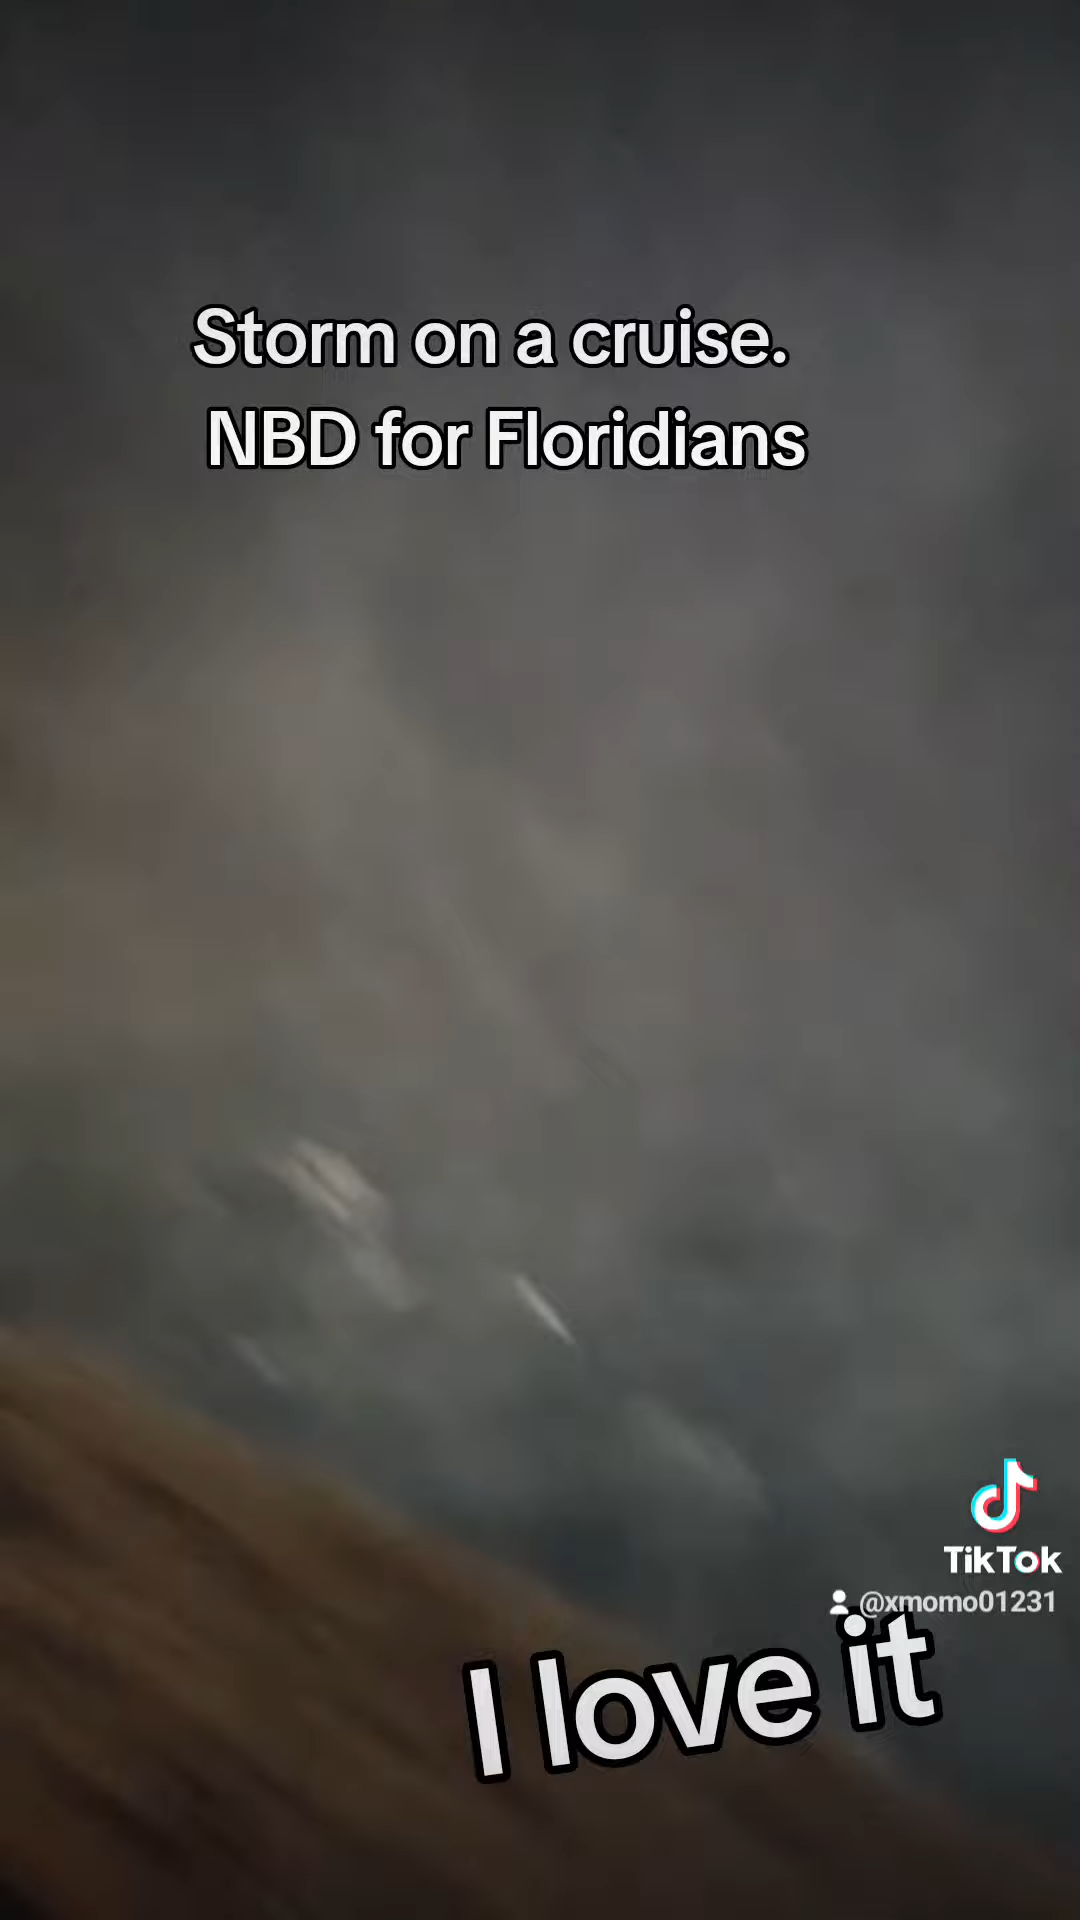 Storm on a cruise.
NBD for Floridians
TikTok
@xmomo01231
I love it